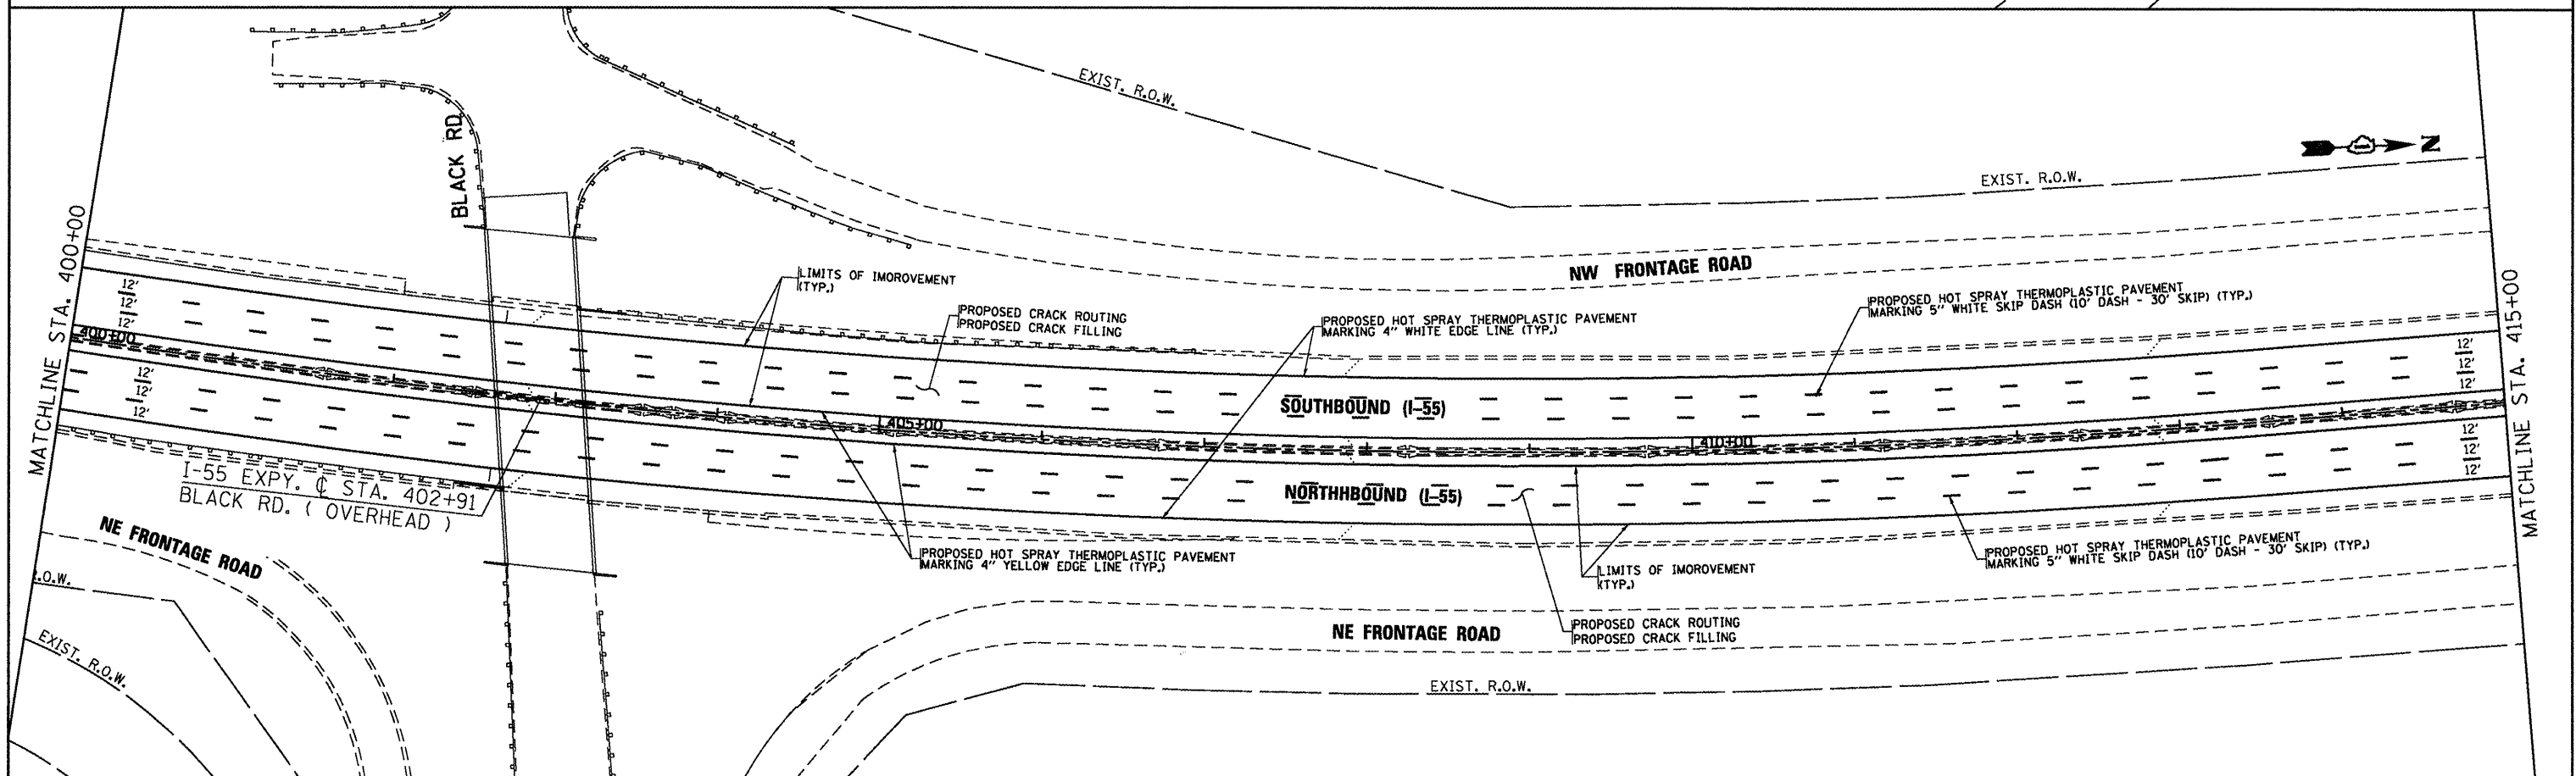 EXIST. R.O.W.
BLACK RD.
N
EXIST. R.O.W.
MATCHLINE STA. 400+00
NW FRONTAGE ROAD
LIMITS OF IMOROVEMENT
(TYP.)
PROPOSED CRACK ROUTING
PROPOSED CRACK FILLING
PROPOSED HOT SPRAY THERMOPLASTIC PAVEMENT
MARKING 4" WHITE EDGE LINE (TYP.)
PROPOSED HOT SPRAY THERMOPLASTIC PAVEMENT
MARKING 5" WHITE SKIP DASH (10' DASH - 30' SKIP) (TYP.)
MATCHLINE STA. 415+00
12'
12'
12'
400+00
12'
12'
12'
SOUTHBOUND (I-55)
405+00
410+00
12'
12'
12'
12'
12'
12'
NORTHHBOUND (I-55)
I-55 EXPY. ℄ STA. 402+91
BLACK RD. ( OVERHEAD )
NE FRONTAGE ROAD
R.O.W.
EXIST. R.O.W.
PROPOSED HOT SPRAY THERMOPLASTIC PAVEMENT
MARKING 4" YELLOW EDGE LINE (TYP.)
LIMITS OF IMOROVEMENT
(TYP.)
PROPOSED HOT SPRAY THERMOPLASTIC PAVEMENT
MARKING 5" WHITE SKIP DASH (10' DASH - 30' SKIP) (TYP.)
NE FRONTAGE ROAD
PROPOSED CRACK ROUTING
PROPOSED CRACK FILLING
EXIST. R.O.W.